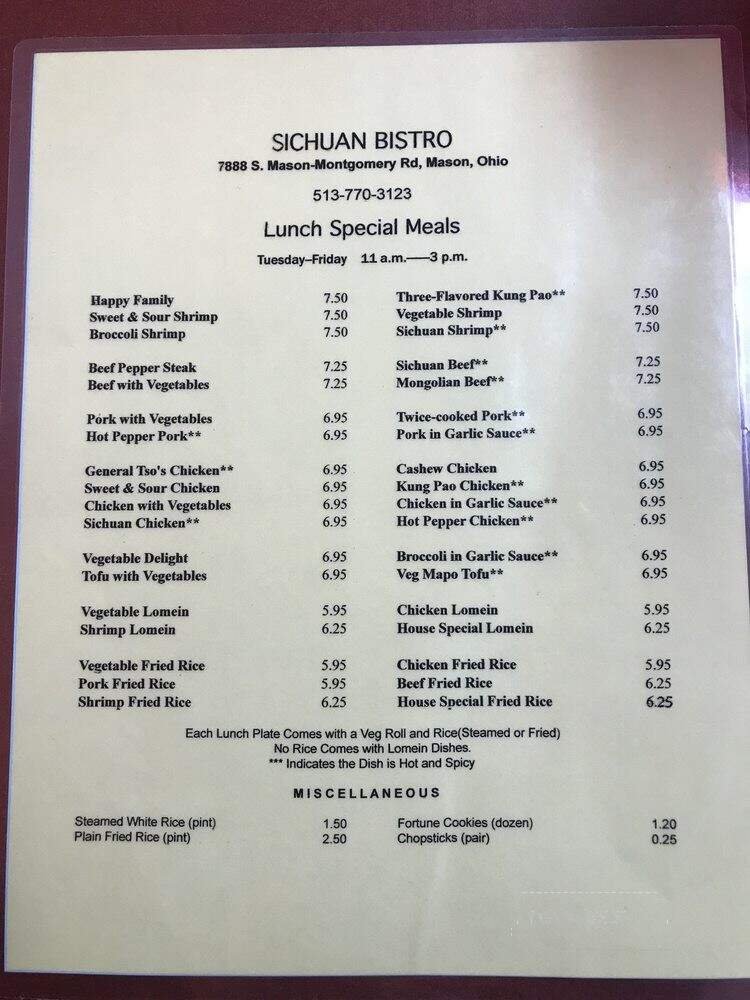 SICHUAN BISTRO
7888 S. Mason-Montgomery Rd, Mason, Ohio
513-770-3123
Lunch Special Meals
Tuesday–Friday 11 a.m.—–3 p.m.
Happy Family 7.50 Three-Flavored Kung Pao** 7.50
Sweet & Sour Shrimp 7.50 Vegetable Shrimp 7.50
Broccoli Shrimp 7.50 Sichuan Shrimp** 7.50
Beef Pepper Steak 7.25 Sichuan Beef** 7.25
Beef with Vegetables 7.25 Mongolian Beef** 7.25
Pork with Vegetables 6.95 Twice-cooked Pork** 6.95
Hot Pepper Pork** 6.95 Pork in Garlic Sauce** 6.95
General Tso's Chicken** 6.95 Cashew Chicken 6.95
Sweet & Sour Chicken 6.95 Kung Pao Chicken** 6.95
Chicken with Vegetables 6.95 Chicken in Garlic Sauce** 6.95
Sichuan Chicken** 6.95 Hot Pepper Chicken** 6.95
Vegetable Delight 6.95 Broccoli in Garlic Sauce** 6.95
Tofu with Vegetables 6.95 Veg Mapo Tofu** 6.95
Vegetable Lomein 5.95 Chicken Lomein 5.95
Shrimp Lomein 6.25 House Special Lomein 6.25
Vegetable Fried Rice 5.95 Chicken Fried Rice 5.95
Pork Fried Rice 5.95 Beef Fried Rice 6.25
Shrimp Fried Rice 6.25 House Special Fried Rice 6.25
Each Lunch Plate Comes with a Veg Roll and Rice(Steamed or Fried)
No Rice Comes with Lomein Dishes.
*** Indicates the Dish is Hot and Spicy
MISCELLANEOUS
Steamed White Rice (pint) 1.50 Fortune Cookies (dozen) 1.20
Plain Fried Rice (pint) 2.50 Chopsticks (pair) 0.25